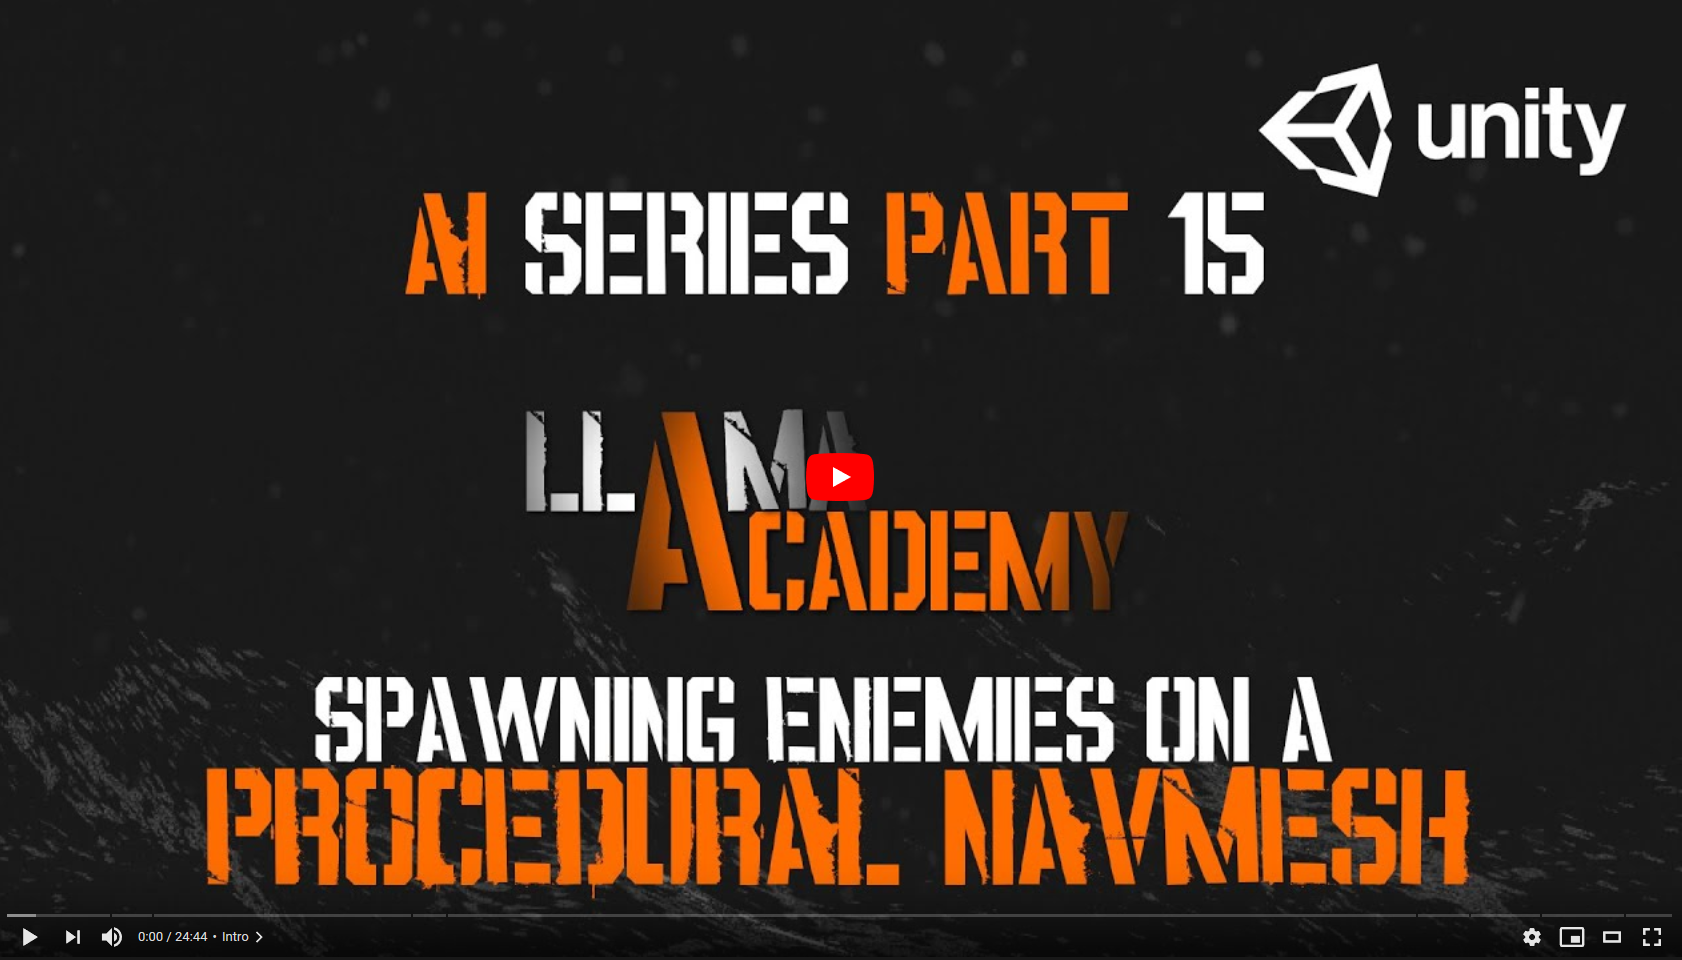 unity
AI SERIES PART 15
LLAMA
ACADEMY
SPAWNING ENEMIES ON A
PROCEDURAL NAVMESH
0:00 / 24:44 • Intro